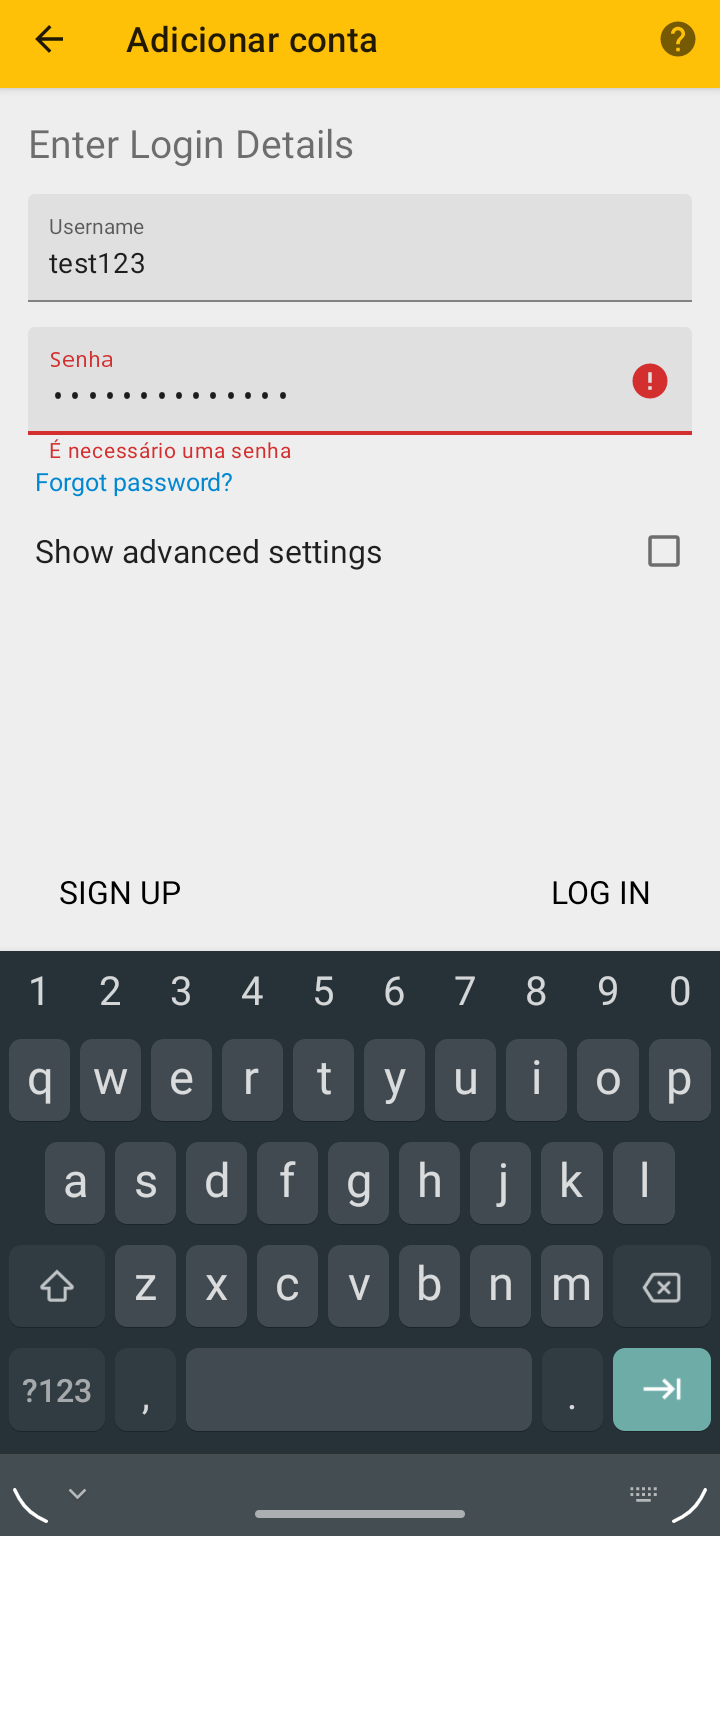 Adicionar conta
Enter Login Details
Username
test123
Senha
••••••••••••••
É necessário uma senha
Forgot password?
Show advanced settings
SIGN UP LOG IN
1 2 3 4 5 6 7 8 9 0
q w e r t y u i o p
a s d f g h j k l
z x c v b n m
?123 , .